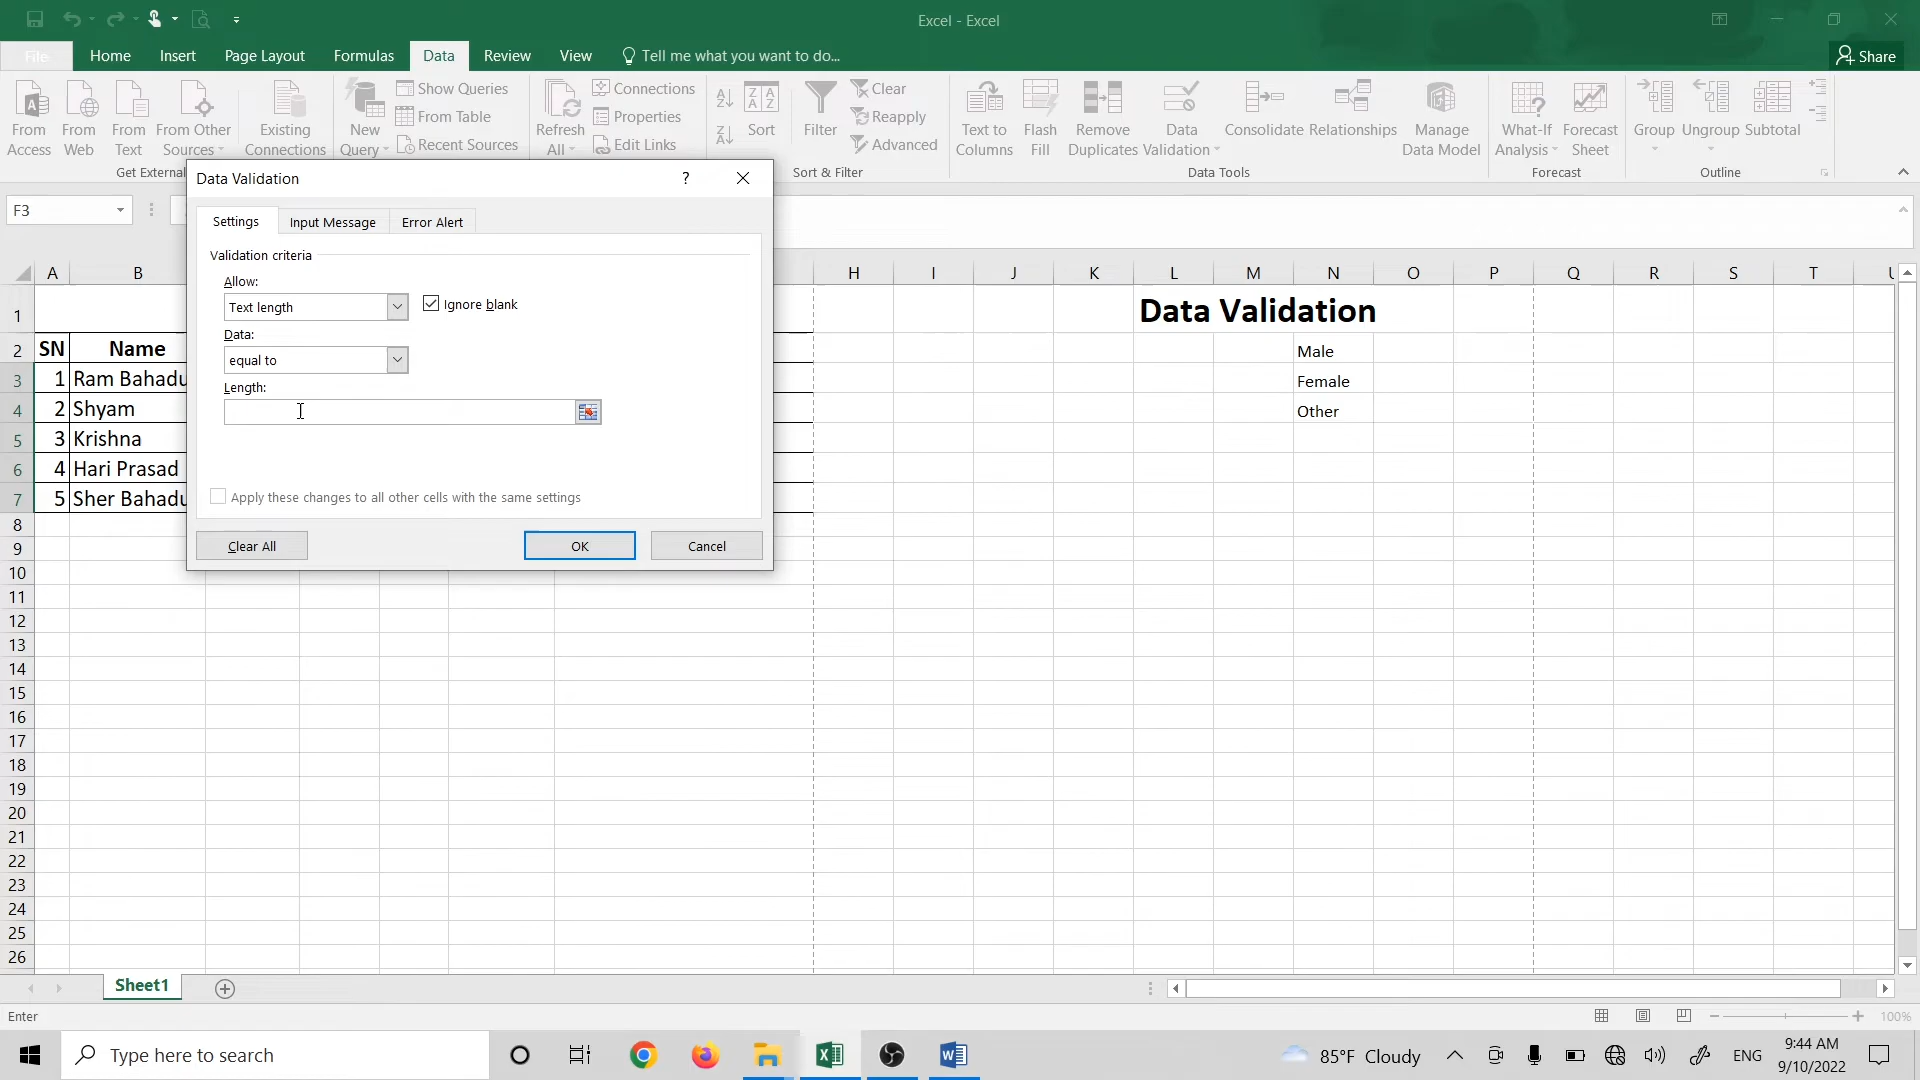 Excel - Excel
File Home Insert Page Layout Formulas Data Review View Tell me what you want to do... Share
From Access
From Web
From Text
From Other Sources
Existing Connections
New Query
Show Queries
From Table
Recent Sources
Refresh All
Connections
Properties
Edit Links
Sort
Filter
Clear
Reapply
Advanced
Text to Columns
Flash Fill
Remove Duplicates
Data Validation
Consolidate
Relationships
Manage Data Model
What-If Analysis
Forecast Sheet
Group
Ungroup
Subtotal
Get External
Sort & Filter
Data Tools
Forecast
Outline
F3
Data Validation ?
Settings Input Message Error Alert
Validation criteria
Allow:
Text length Ignore blank
Data:
equal to
Length:
Apply these changes to all other cells with the same settings
Clear All OK Cancel
A B H I J K L M N O P Q R S T
1 Data Validation
2 SN Name Male
3 1 Ram Bahadu Female
4 2 Shyam Other
5 3 Krishna
6 4 Hari Prasad
7 5 Sher Bahadu
8
9
10
11
12
13
14
15
16
17
18
19
20
21
22
23
24
25
26
Sheet1
Enter 100%
Type here to search 85°F Cloudy ENG 9:44 AM
9/10/2022